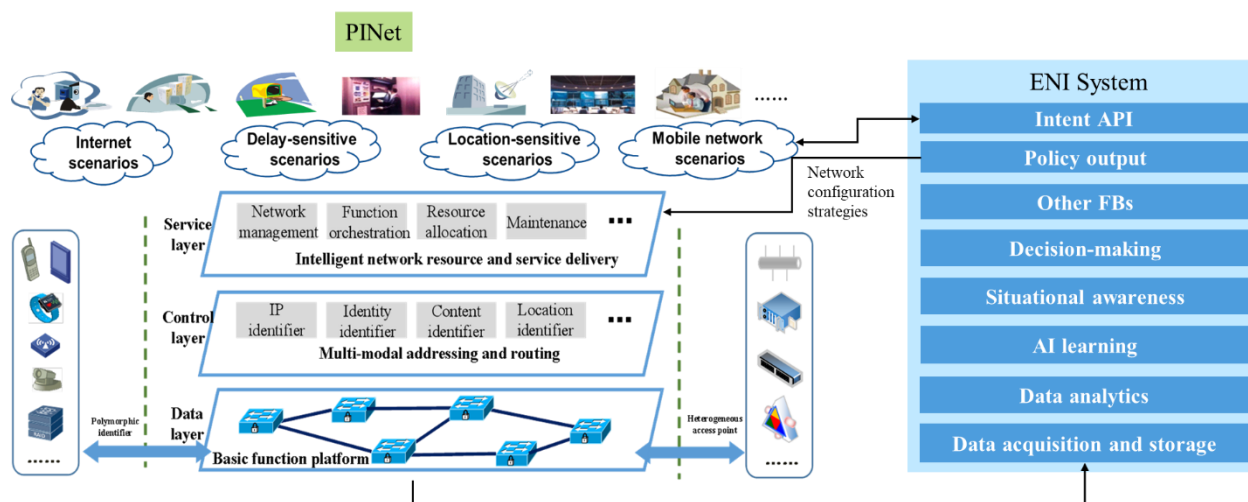 PINet
......
Internet
scenarios
Delay-sensitive
scenarios
Location-sensitive
scenarios
Mobile network
scenarios
Network
configuration
strategies
Service
layer
Network
management
Function
orchestration
Resource
allocation
Maintenance
...
Intelligent network resource and service delivery
Control
layer
IP
identifier
Identity
identifier
Content
identifier
Location
identifier
...
Multi-modal addressing and routing
Data
layer
Basic function platform
Polymorphic
identifier
......
Heterogeneous
access point
......
ENI System
Intent API
Policy output
Other FBs
Decision-making
Situational awareness
AI learning
Data analytics
Data acquisition and storage